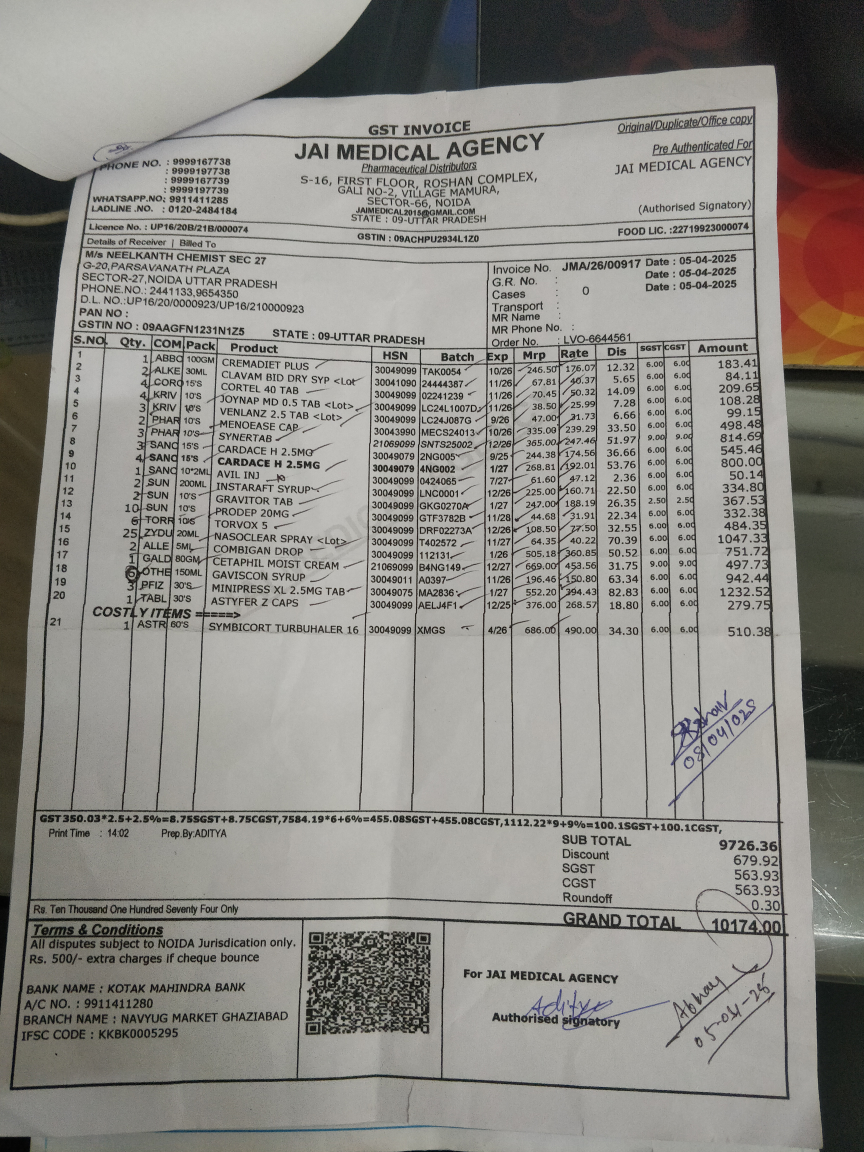 GST INVOICE
Original/Duplicate/Office copy
PHONE NO. : 9999167738
: 9999197738
: 9999167739
: 9999197739
WHATSAPP.NO: 9911411285
LADLINE .NO. : 0120-2484184
JAI MEDICAL AGENCY
Pharmaceutical Distributors
S-16, FIRST FLOOR, ROSHAN COMPLEX,
GALI NO-2, VILLAGE MAMURA,
SECTOR-66, NOIDA
JAIMEDICAL2015@GMAIL.COM
STATE : 09-UTTAR PRADESH
Pre Authenticated For
JAI MEDICAL AGENCY
(Authorised Signatory)
Licence No. : UP16/20B/21B/000074
GSTIN : 09ACHPU2934L1Z0
FOOD LIC. :22719923000074
Details of Receiver | Billed To
M/s NEELKANTH CHEMIST SEC 27
G-20,PARSAVANATH PLAZA
SECTOR-27,NOIDA UTTAR PRADESH
PHONE.NO.: 2441133,9654350
D.L. NO.:UP16/20/0000923/UP16/210000923
PAN NO :
GSTIN NO : 09AAGFN1231N1Z5 STATE : 09-UTTAR PRADESH
Invoice No. JMA/26/00917 Date : 05-04-2025
G.R. No. : Date : 05-04-2025
Cases : 0 Date : 05-04-2025
Transport :
MR Name :
MR Phone No. :
Order No. : LVO-6644561
S.NO. Qty. COM Pack Product HSN Batch Exp Mrp Rate Dis SGST CGST Amount
1 1 ABBC 100GM CREMADIET PLUS 30049099 TAK0054 10/26 246.50 176.07 12.32 6.00 6.00 183.41
2 2 ALKE 30ML CLAVAM BID DRY SYP <Lot 30041090 24444387 11/26 67.81 40.37 5.65 6.00 6.00 84.11
3 4 CORO 15'S CORTEL 40 TAB 30049099 02241239 11/26 70.45 50.32 14.09 6.00 6.00 209.65
4 4 KRIV 10'S JOYNAP MD 0.5 TAB <Lot> 30049099 LC24L1007D 11/26 38.50 25.99 7.28 6.00 6.00 108.28
5 3 KRIV 10'S VENLANZ 2.5 TAB <Lot> 30049099 LC24J087G 9/26 47.00 31.73 6.66 6.00 6.00 99.15
6 2 PHAR 10'S MENOEASE CAP 30043990 MECS24013 10/26 335.00 239.29 33.50 6.00 6.00 498.48
7 3 PHAR 10'S SYNERTAB 21069099 SNTS25002 12/26 365.00 247.46 51.97 9.00 9.00 814.69
8 3 SANO 15'S CARDACE H 2.5MG 30049079 2NG005 9/25 244.38 174.56 36.66 6.00 6.00 545.46
9 4 SANO 15'S CARDACE H 2.5MG 30049079 4NG002 1/27 268.81 192.01 53.76 6.00 6.00 800.00
10 1 SANO 10*2ML AVIL INJ 30049099 0424065 7/27 61.60 47.12 2.36 6.00 6.00 50.14
11 2 SUN 200ML INSTARAFT SYRUP 30049099 LNC0001 12/26 225.00 160.71 22.50 6.00 6.00 334.80
12 2 SUN 10'S GRAVITOR TAB 30049099 GKG0270A 1/27 247.00 188.19 26.35 2.50 2.50 367.53
13 10 SUN 10'S PRODEP 20MG 30049099 GTF3782B 11/28 44.68 31.91 22.34 6.00 6.00 332.38
14 6 TORR 10'S TORVOX 5 30049099 DRF02273A 12/26 108.50 77.50 32.55 6.00 6.00 484.35
15 25 ZYDU 20ML NASOCLEAR SPRAY <Lot> 30049099 T402572 11/27 64.35 40.22 70.39 6.00 6.00 1047.33
16 2 ALLE 5ML COMBIGAN DROP 30049099 112131 1/26 505.18 360.85 50.52 6.00 6.00 751.72
17 1 GALD 80GM CETAPHIL MOIST CREAM 21069099 B4NG149 12/27 669.00 453.56 31.75 9.00 9.00 497.73
18 6 OTHE 150ML GAVISCON SYRUP 30049011 A0397 11/26 196.46 150.80 63.34 6.00 6.00 942.44
19 3 PFIZ 30'S MINIPRESS XL 2.5MG TAB 30049075 MA2836 1/27 552.20 394.43 82.83 6.00 6.00 1232.52
20 1 TABL 30'S ASTYFER Z CAPS 30049099 AELJ4F1 12/25 376.00 268.57 18.80 6.00 6.00 279.75
COSTLY ITEMS =====>
21 1 ASTR 60'S SYMBICORT TURBUHALER 16 30049099 XMGS 4/26 686.00 490.00 34.30 6.00 6.00 510.38
GST 350.03*2.5+2.5%=8.75SGST+8.75CGST,7584.19*6+6%=455.08SGST+455.08CGST,1112.22*9+9%=100.1SGST+100.1CGST,
Print Time : 14:02 Prep.By:ADITYA
SUB TOTAL 9726.36
Discount 679.92
SGST 563.93
CGST 563.93
Roundoff 0.30
Rs. Ten Thousand One Hundred Seventy Four Only
GRAND TOTAL 10174.00
Terms & Conditions
All disputes subject to NOIDA Jurisdication only.
Rs. 500/- extra charges if cheque bounce
BANK NAME : KOTAK MAHINDRA BANK
A/C NO. : 9911411280
BRANCH NAME : NAVYUG MARKET GHAZIABAD
IFSC CODE : KKBK0005295
For JAI MEDICAL AGENCY
Aditya
Authorised signatory
Abhay
05-04-25